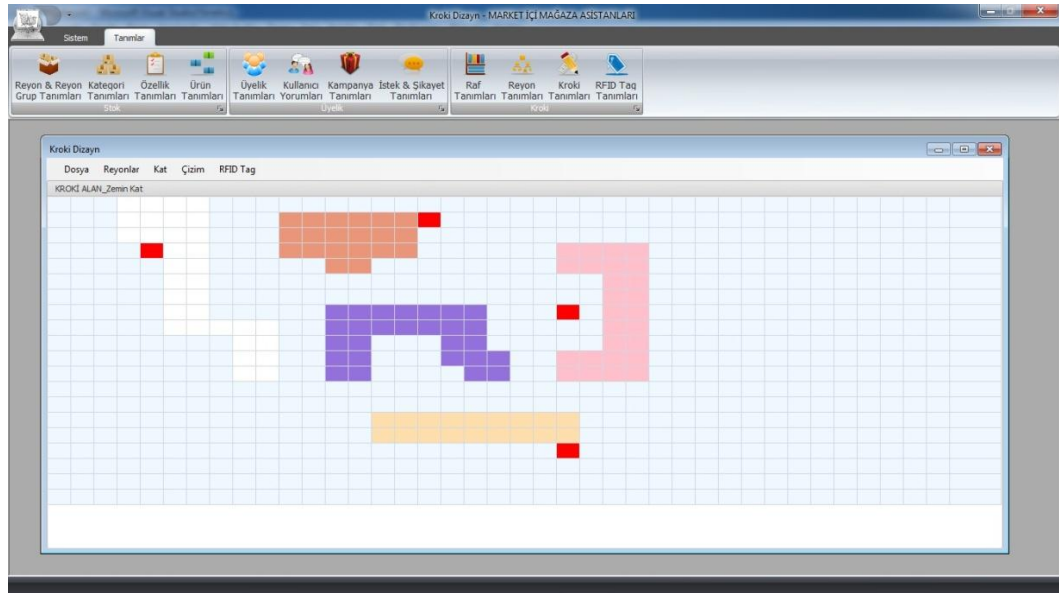 Kroki Dizayn - MARKET İÇİ MAĞAZA ASİSTANLARI
Sistem Tanımlar
Reyon & Reyon Grup Tanımları Kategori Tanımları Özellik Tanımları Ürün Tanımları Üyelik Tanımları Kullanıcı Yorumları Kampanya Tanımları İstek & Şikayet Tanımları Raf Tanımları Reyon Tanımları Kroki Tanımları RFID Tag Tanımları
Stok Üyelik Kroki
Kroki Dizayn
Dosya Reyonlar Kat Çizim RFID Tag
KROKİ ALAN_Zemin Kat